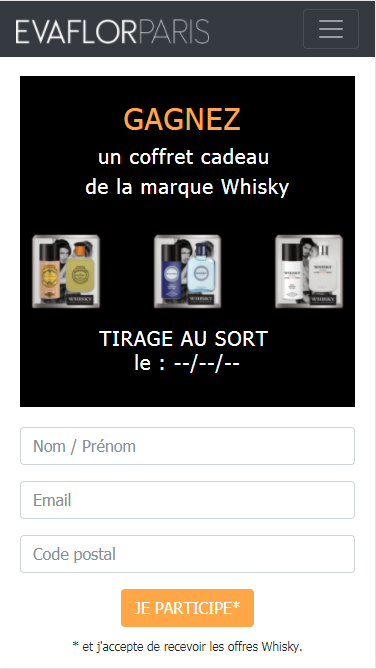 EVAFLORPARIS
GAGNEZ
un coffret cadeau
de la marque Whisky
WHISKY WHISKY WHISKY
TIRAGE AU SORT
le : --/--/--
Nom / Prénom
Email
Code postal
JE PARTICIPE*
* et j'accepte de recevoir les offres Whisky.